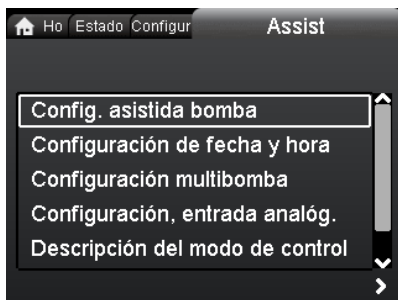 Ho Estado Configur Assist
Config. asistida bomba
Configuración de fecha y hora
Configuración multibomba
Configuración, entrada analóg.
Descripción del modo de control